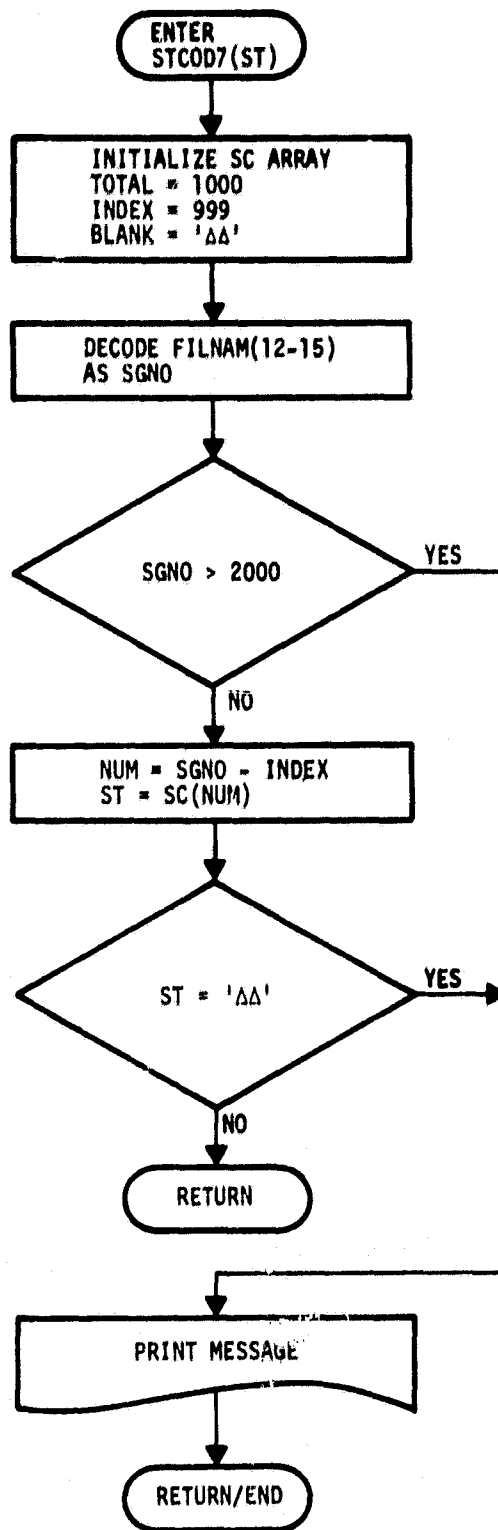 ENTER
STCOD7(ST)
INITIALIZE SC ARRAY
TOTAL = 1000
INDEX = 999
BLANK = 'ΔΔ'
DECODE FILNAM(12-15)
AS SGNO
SGNO > 2000
YES
NO
NUM = SGNO - INDEX
ST = SC(NUM)
ST = 'ΔΔ'
YES
NO
RETURN
PRINT MESSAGE
RETURN/END